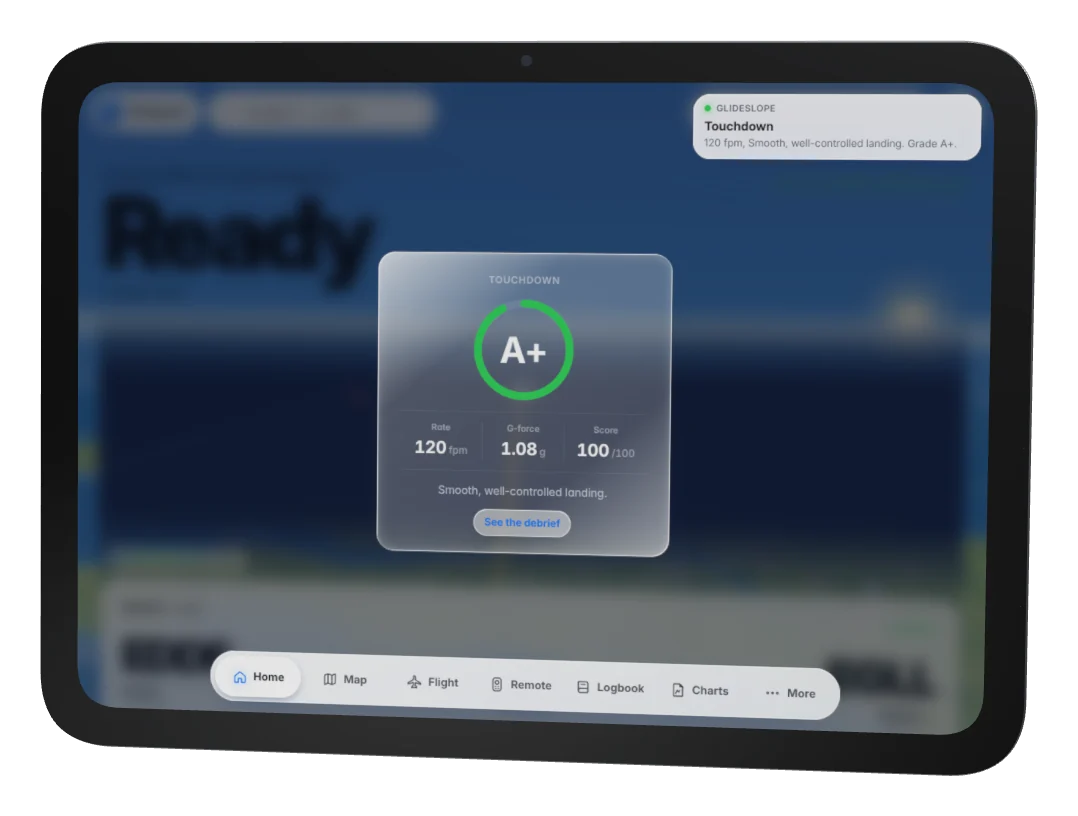 GLIDESLOPE
Touchdown
120 fpm, Smooth, well-controlled landing. Grade A+.
Ready
TOUCHDOWN
A+
Rate G-force Score
120 fpm 1.08 g 100 /100
Smooth, well-controlled landing.
See the debrief
Home Map Flight Remote Logbook Charts More